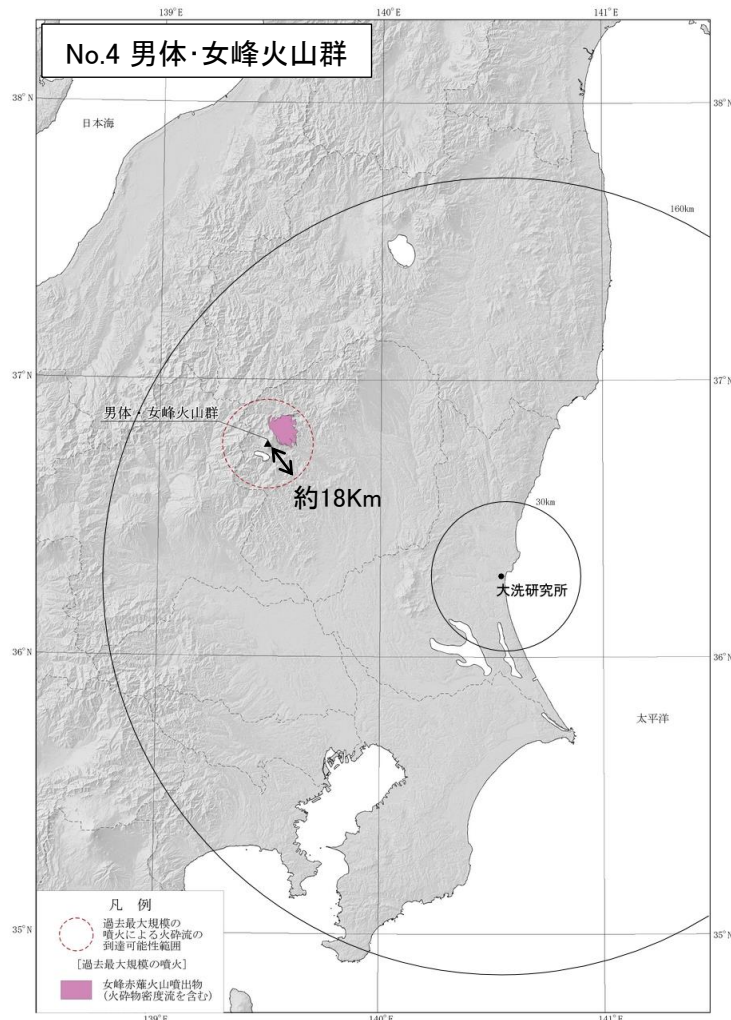 139°E
140°E
141°E
No.4 男体・女峰火山群
38°N
38°N
日本海
160km
37°N
37°N
男体・女峰火山群
約18Km
30km
大洗研究所
36°N
36°N
太平洋
凡 例
過去最大規模の
噴火による火砕流の
到達可能性範囲
[過去最大規模の噴火]
女峰赤薙火山噴出物
(火砕物密度流を含む)
35°N
35°N
139°E
140°E
141°E